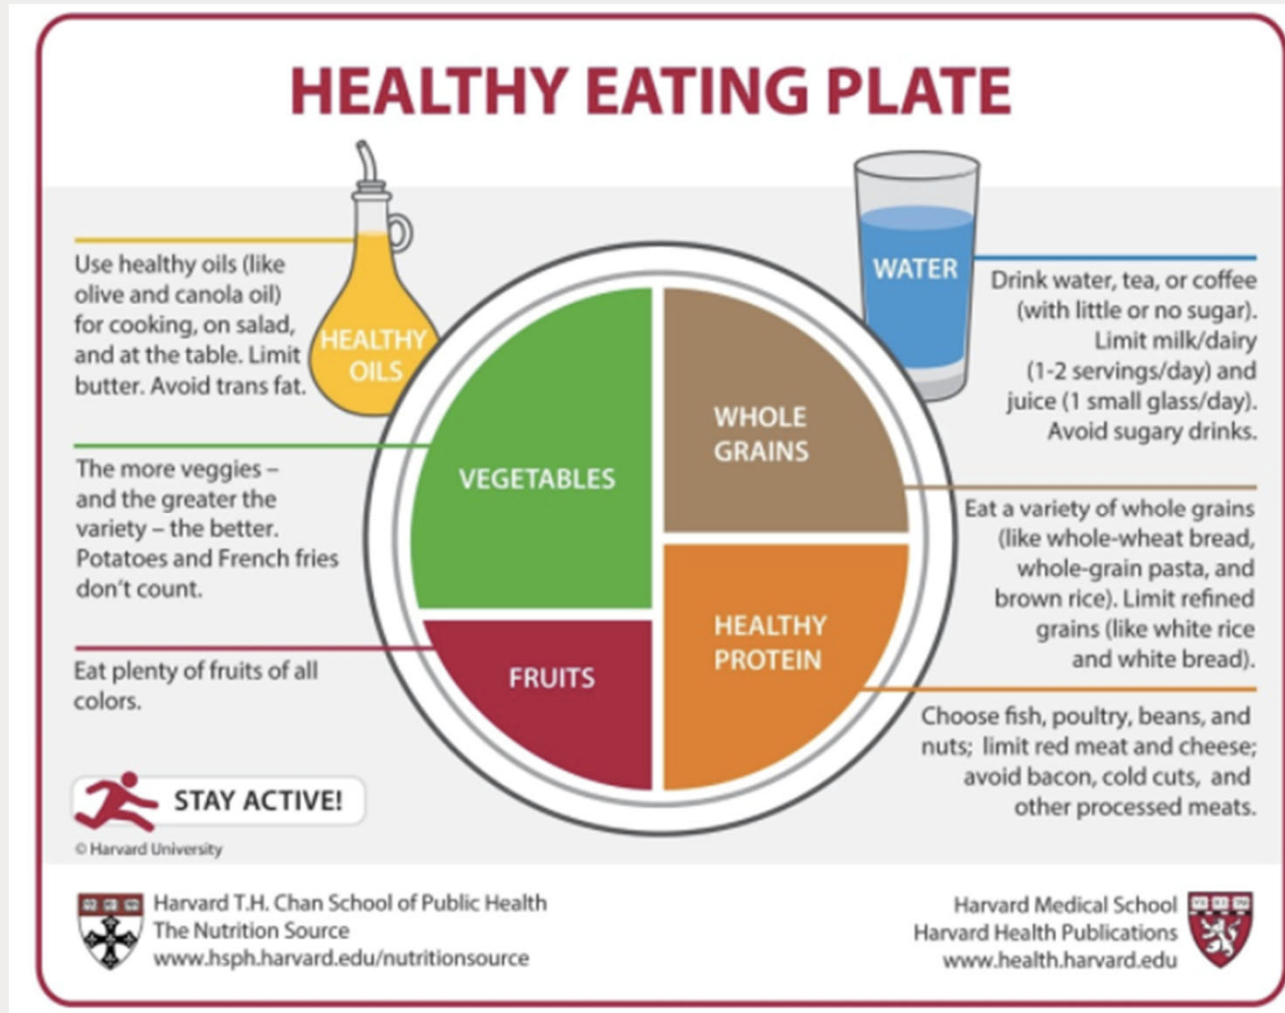 HEALTHY EATING PLATE
HEALTHY
OILS
WATER
Use healthy oils (like
olive and canola oil)
for cooking, on salad,
and at the table. Limit
butter. Avoid trans fat.
The more veggies –
and the greater the
variety – the better.
Potatoes and French fries
don't count.
Eat plenty of fruits of all
colors.
VEGETABLES
FRUITS
WHOLE
GRAINS
HEALTHY
PROTEIN
Drink water, tea, or coffee
(with little or no sugar).
Limit milk/dairy
(1-2 servings/day) and
juice (1 small glass/day).
Avoid sugary drinks.
Eat a variety of whole grains
(like whole-wheat bread,
whole-grain pasta, and
brown rice). Limit refined
grains (like white rice
and white bread).
Choose fish, poultry, beans, and
nuts; limit red meat and cheese;
avoid bacon, cold cuts, and
other processed meats.
STAY ACTIVE!
© Harvard University
Harvard T.H. Chan School of Public Health
The Nutrition Source
www.hsph.harvard.edu/nutritionsource
Harvard Medical School
Harvard Health Publications
www.health.harvard.edu